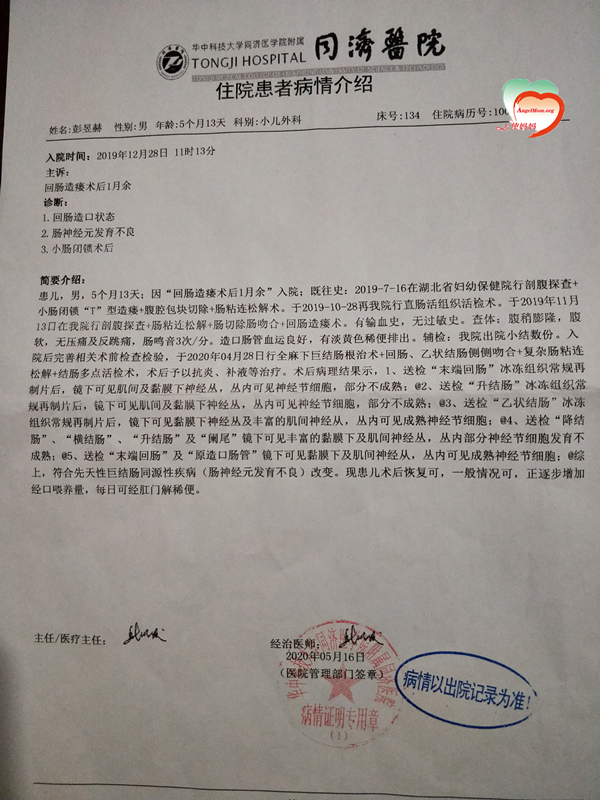 华中科技大学同济医学院附属
同濟醫院
TONGJI HOSPITAL
TONGJI MEDICAL COLLEGE OF HUAZHONG UNIVERSITY OF SCIENCE & TECHNOLOGY
住院患者病情介绍
AngelMom.org
使妈妈
姓名:彭昱赫 性别:男 年龄:5个月13天 科别:小儿外科 床号:134 住院病历号:100
入院时间: 2019年12月28日 11时13分
主诉:
回肠造瘘术后1月余
诊断:
1.回肠造口状态
2.肠神经元发育不良
3.小肠闭锁术后
简要介绍:
患儿,男,5个月13天;因“回肠造瘘术后1月余”入院;既往史:2019-7-16在湖北省妇幼保健院行剖腹探查+
小肠闭锁“T”型造瘘+腹腔包块切除+肠粘连松解术。于2019-10-28再我院行直肠活组织活检术。于2019年11月
13日在我院行剖腹探查+肠粘连松解+肠切除肠吻合+回肠造瘘术。有输血史,无过敏史。查体:腹稍膨隆,腹
软,无压痛及反跳痛,肠鸣音3次/分。造口肠管血运良好,有淡黄色稀便排出。辅检:我院出院小结数份。入
院后完善相关术前检查检验,于2020年04月28日行全麻下巨结肠根治术+回肠、乙状结肠侧侧吻合+复杂肠粘连
松解+结肠多点活检术,术后予以抗炎、补液等治疗。术后病理结果示,1、送检“末端回肠”冰冻组织常规再
制片后,镜下可见肌间及黏膜下神经丛,丛内可见神经节细胞,部分不成熟;@2、送检“升结肠”冰冻组织常
规再制片后,镜下可见肌间及黏膜下神经丛,丛内可见神经节细胞,部分不成熟;@3、送检“乙状结肠”冰冻
组织常规再制片后,镜下可见黏膜下神经丛及丰富的肌间神经丛,丛内可见成熟神经节细胞;@4、送检“降结
肠”、“横结肠”、“升结肠”及“阑尾”镜下可见丰富的黏膜下及肌间神经丛,丛内部分神经节细胞发育不
成熟;@5、送检“末端回肠”及“原造口肠管”镜下可见黏膜下及肌间神经丛,丛内可见成熟神经节细胞;@综
上,符合先天性巨结肠同源性疾病(肠神经元发育不良)改变。现患儿术后恢复可,一般情况可,正逐步增加
经口喂养量,每日可经肛门解稀便。
主任/医疗主任:
经治医师:
2020年05月16日
(医院管理部门签章)
华中科技大学同济医学院附属同济医院
病情证明专用章
(1)
病情以出院记录为准!